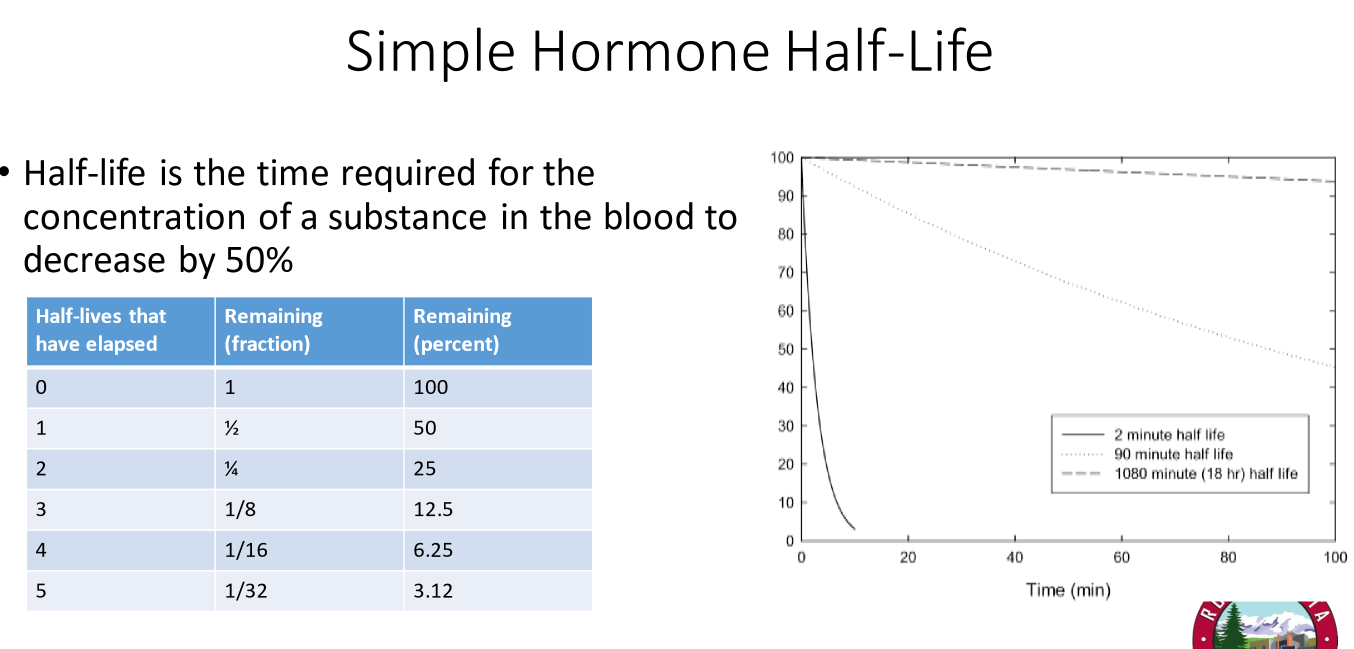 Simple Hormone Half-Life
• Half-life is the time required for the
concentration of a substance in the blood to
decrease by 50%
Half-lives that have elapsed Remaining (fraction) Remaining (percent)
0 1 100
1 ½ 50
2 ¼ 25
3 1/8 12.5
4 1/16 6.25
5 1/32 3.12
100
90
80
70
60
50
40
30
20
10
0
2 minute half life
90 minute half life
1080 minute (18 hr) half life
0 20 40 60 80 100
Time (min)